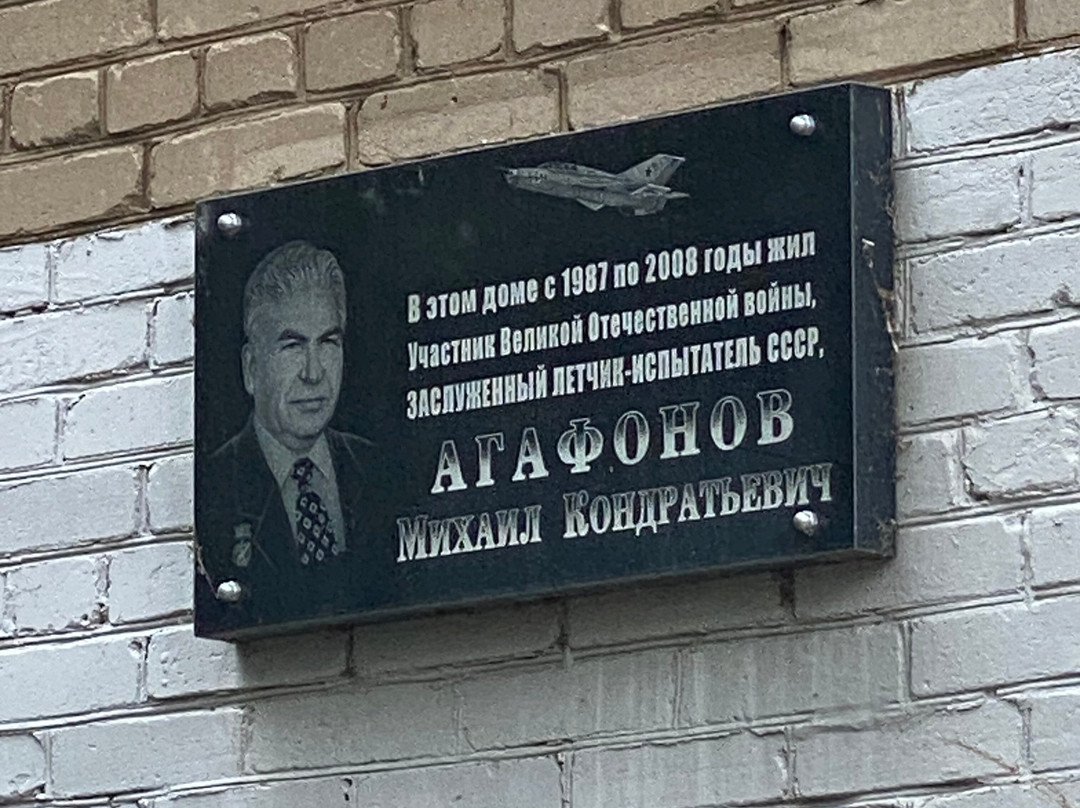 В этом доме с 1987 по 2008 годы жил
Участник Великой Отечественной войны,
ЗАСЛУЖЕННЫЙ ЛЕТЧИК-ИСПЫТАТЕЛЬ СССР,
АГАФОНОВ
Михаил Кондратьевич